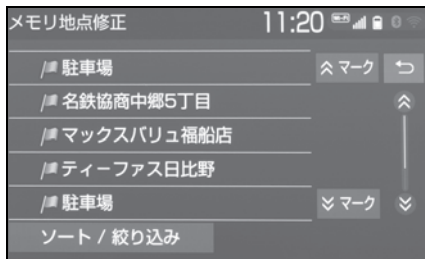 メモリ地点修正 11:20
駐車場 マーク
名鉄協商中郷5丁目
マックスバリュ福船店
ティーファス日比野
駐車場 マーク
ソート / 絞り込み